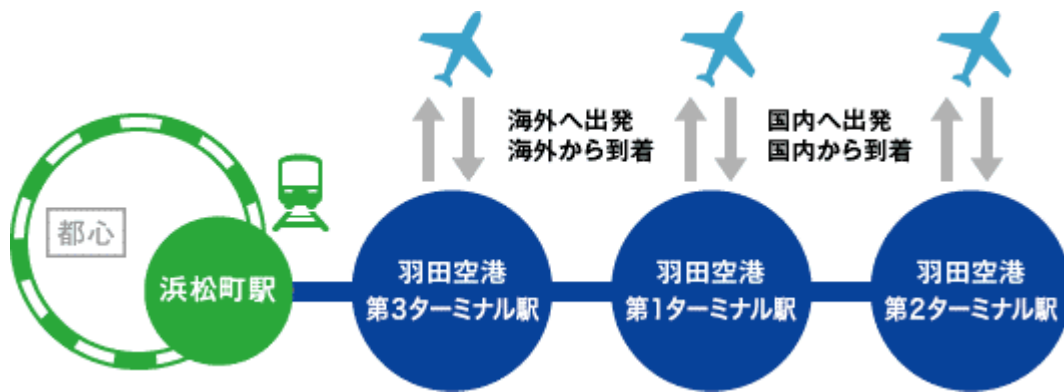 海外へ出発
海外から到着
国内へ出発
国内から到着
都心
浜松町駅
羽田空港
第3ターミナル駅
羽田空港
第1ターミナル駅
羽田空港
第2ターミナル駅